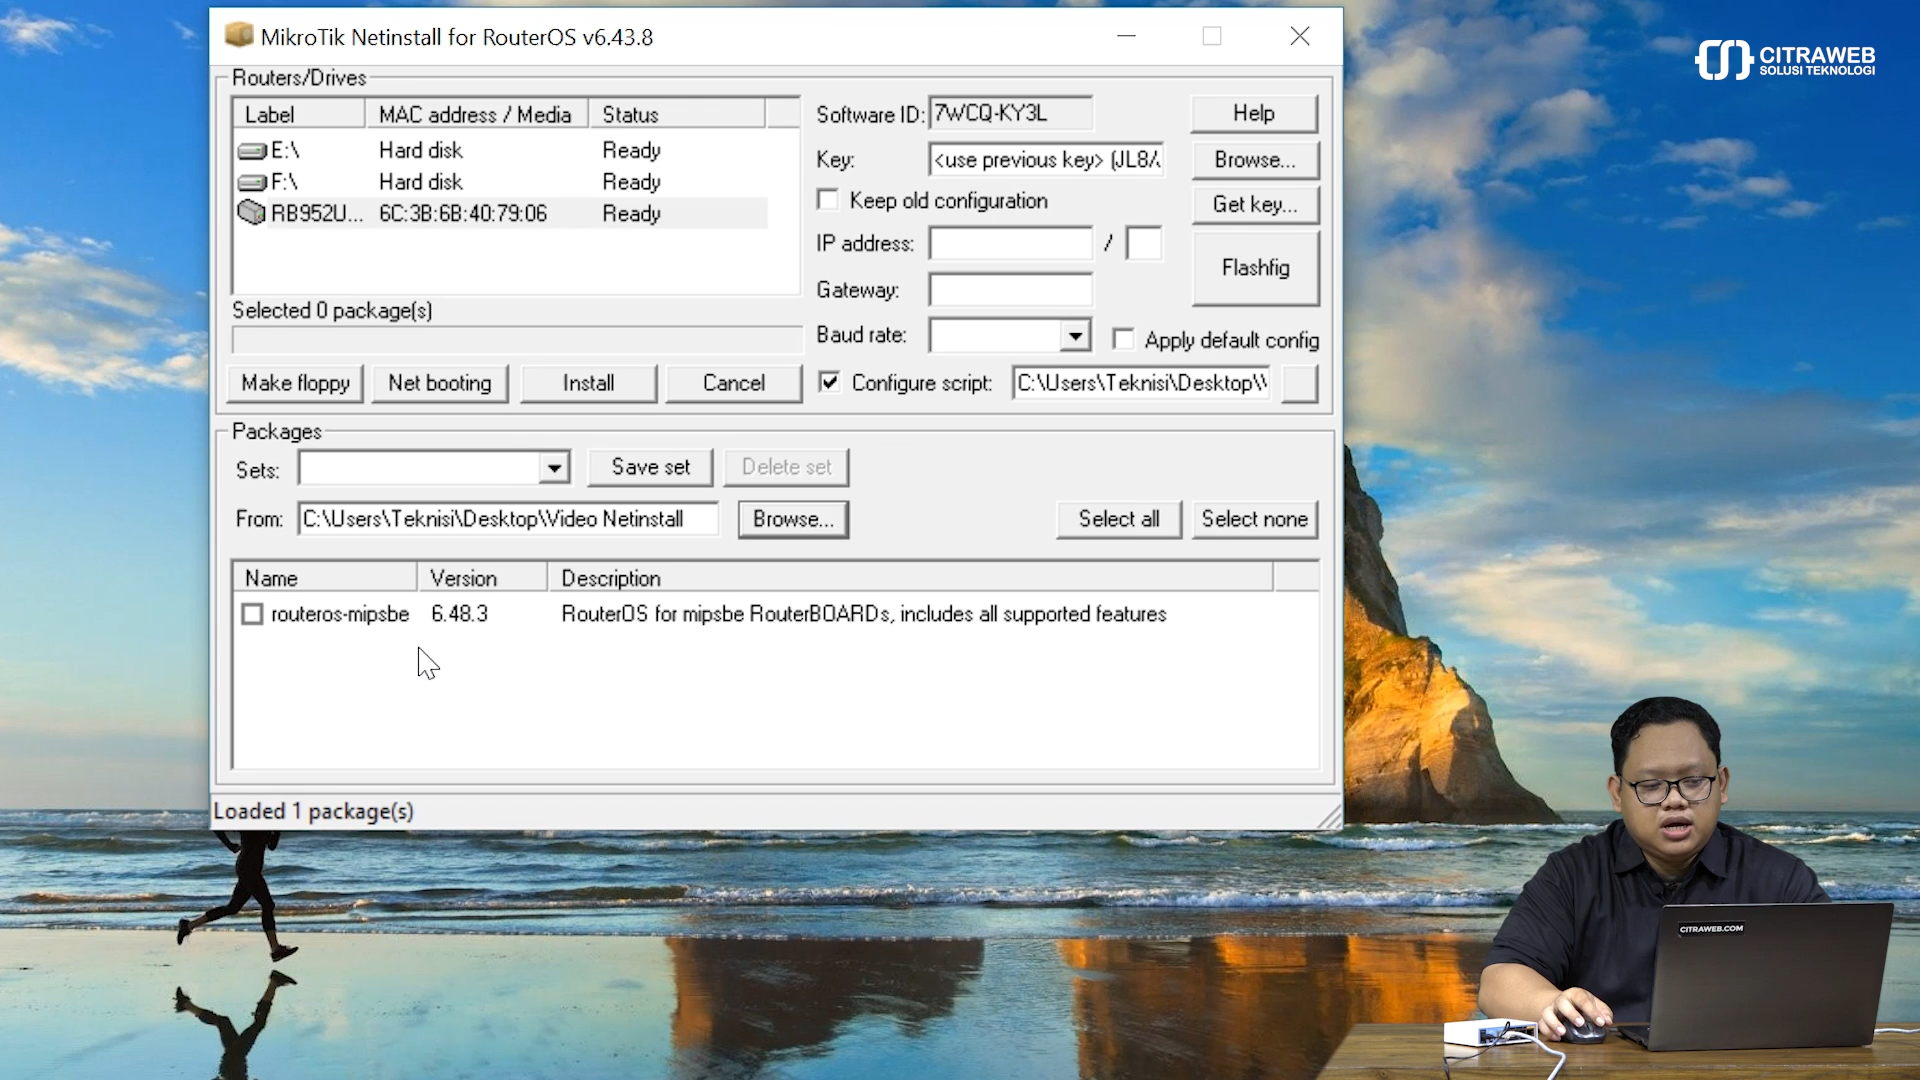 MikroTik Netinstall for RouterOS v6.43.8
CITRAWEB
SOLUSI TEKNOLOGI
Routers/Drives
Label MAC address / Media Status
E:\ Hard disk Ready
F:\ Hard disk Ready
RB952U... 6C:3B:6B:40:79:06 Ready
Software ID: 7WCQ-KY3L Help
Key: <use previous key> (JL8/ Browse...
Keep old configuration Get key...
IP address: / Flashfig
Gateway:
Baud rate: Apply default config
Selected 0 package(s)
Make floppy Net booting Install Cancel Configure script: C:\Users\Teknisi\Desktop\
Packages
Sets: Save set Delete set
From: C:\Users\Teknisi\Desktop\Video Netinstall Browse... Select all Select none
Name Version Description
routeros-mipsbe 6.48.3 RouterOS for mipsbe RouterBOARDs, includes all supported features
Loaded 1 package(s)
CITRAWEB.COM